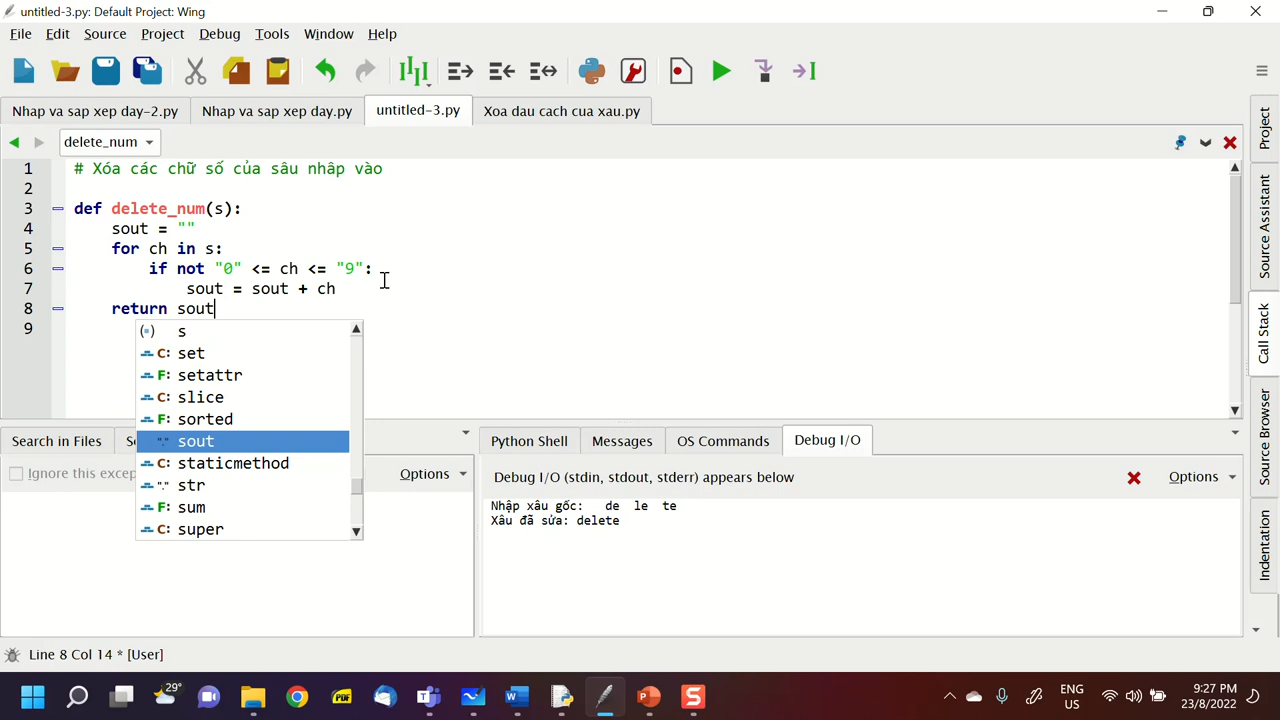 untitled-3.py: Default Project: Wing
File Edit Source Project Debug Tools Window Help
Nhap va sap xep day-2.py Nhap va sap xep day.py untitled-3.py Xoa dau cach cua xau.py
delete_num
1 # Xóa các chữ số của sâu nhâp vào
2
3 def delete_num(s):
4 sout = ""
5 for ch in s:
6 if not "0" <= ch <= "9":
7 sout = sout + ch
8 return sout
9
s
C: set
F: setattr
C: slice
F: sorted
sout
C: staticmethod
str
F: sum
C: super
Search in Files
Ignore this
Options
Python Shell Messages OS Commands Debug I/O
Debug I/O (stdin, stdout, stderr) appears below
Options
Nhập xâu gốc: de le te
Xâu đã sửa: delete
Project
Source Assistant
Call Stack
Source Browser
Indentation
Line 8 Col 14 * [User]
29°
PDF
S
ENG
US
9:27 PM
23/8/2022